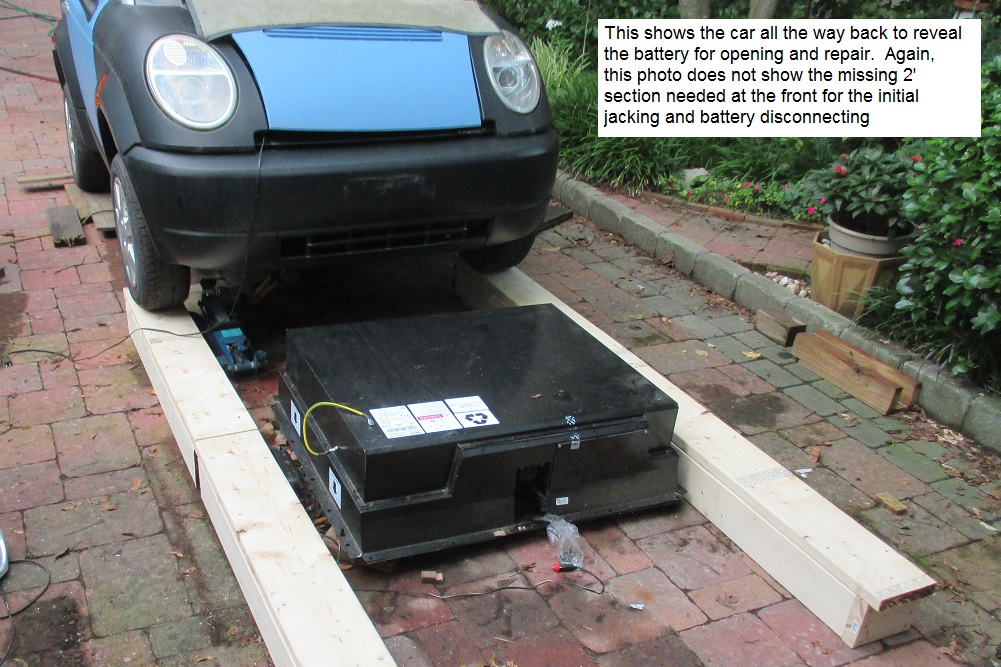 This shows the car all the way back to reveal
the battery for opening and repair.  Again,
this photo does not show the missing 2'
section needed at the front for the initial
jacking and battery disconnecting